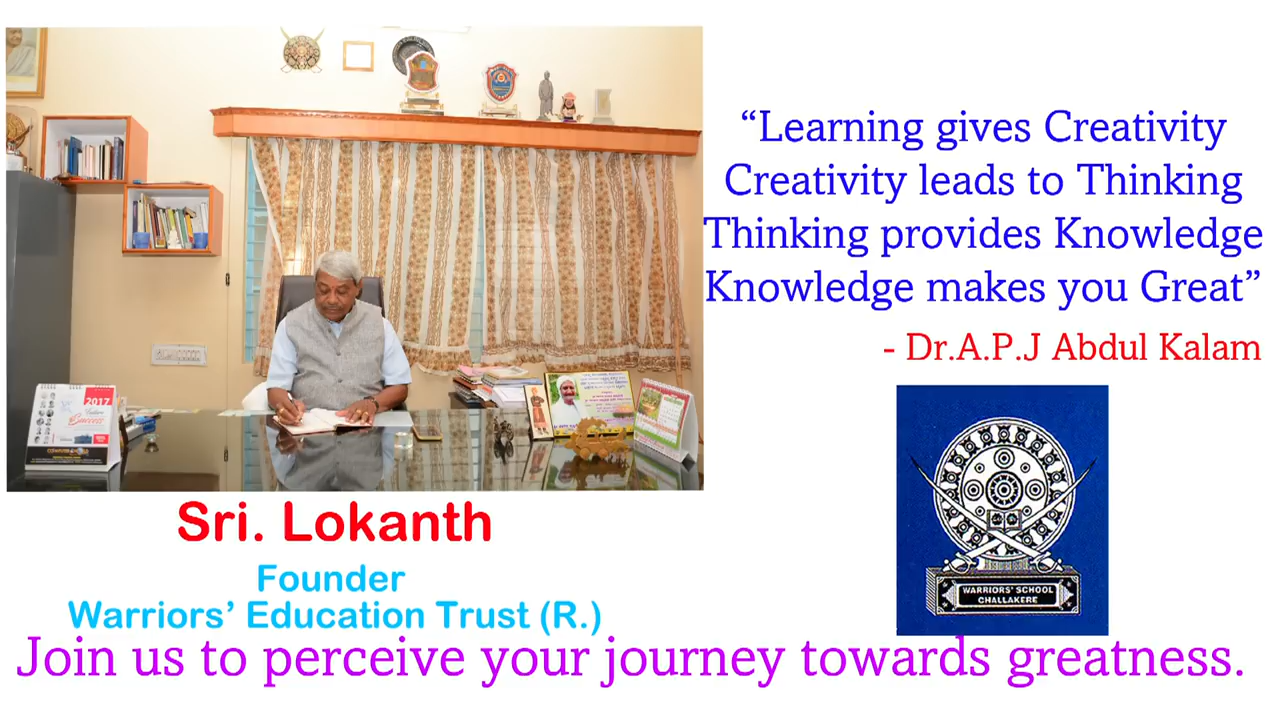 “Learning gives Creativity
Creativity leads to Thinking
Thinking provides Knowledge
Knowledge makes you Great”
- Dr.A.P.J Abdul Kalam
2017
Success
WARRIORS' SCHOOL
CHALLAKERE
Sri. Lokanth
Founder
Warriors’ Education Trust (R.)
Join us to perceive your journey towards greatness.